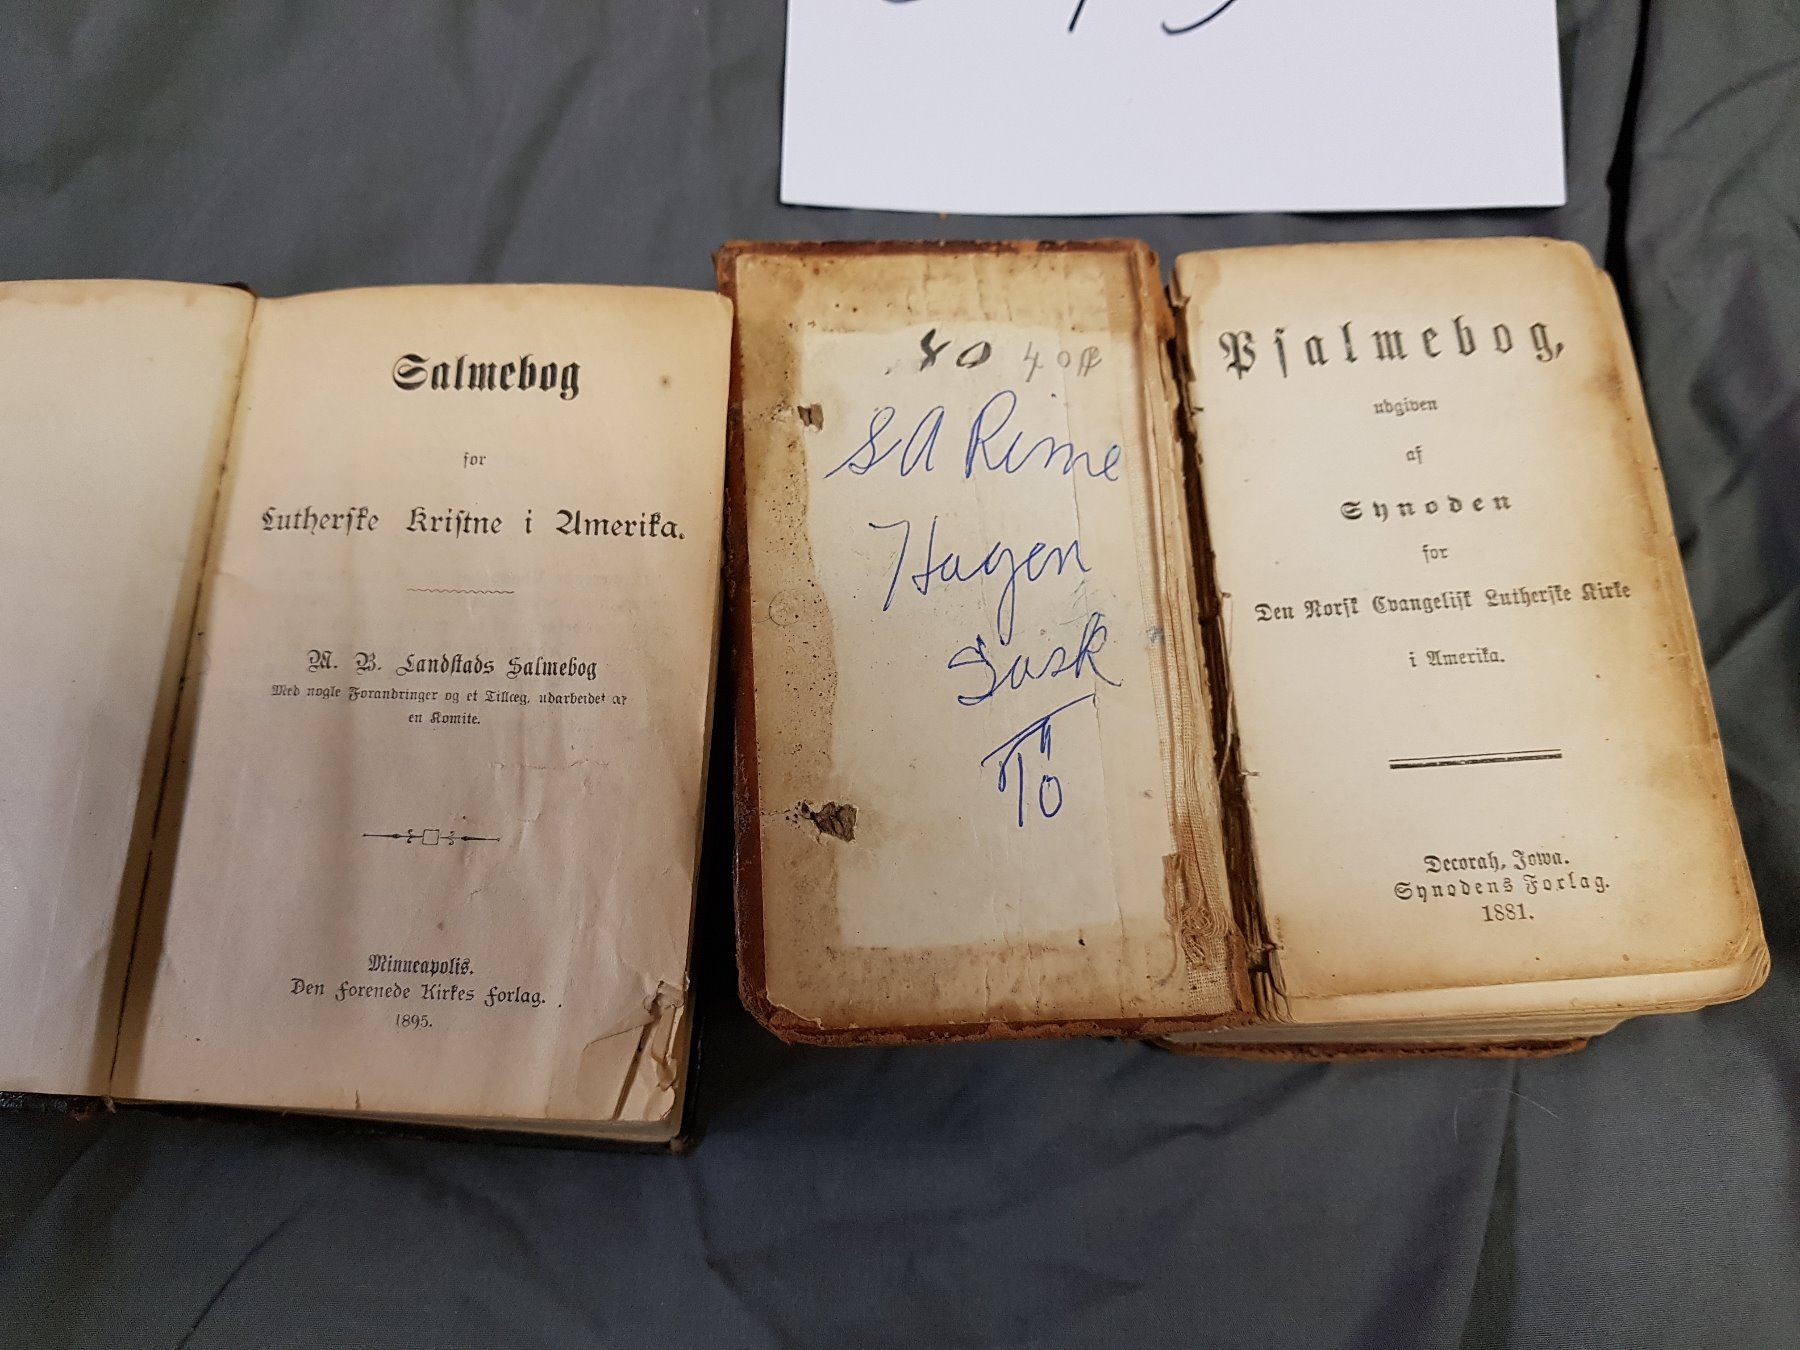 Salmebog
for
Lutherske Kristne i Amerika.
M. B. Landstads Salmebog
Med nogle Forandringer og et Tillæg, udarbeidet af
en Komite.
Minneapolis.
Den Forenede Kirkes Forlag.
1895.
80
SA Rime
Hagen
Sask
Psalmebog,
udgiven
af
Synoden
for
Den Norsk Evangelisk Lutherske Kirke
i Amerika.
Decorah, Iowa.
Synodens Forlag.
1881.